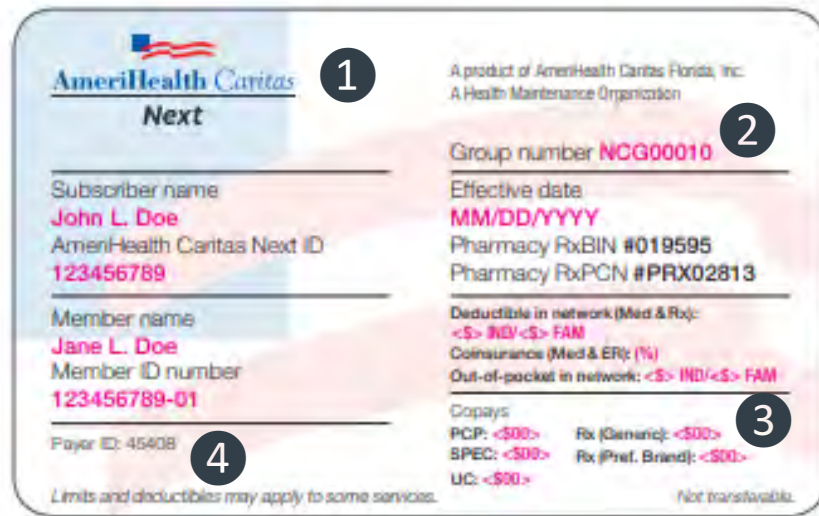 AmeriHealth Caritas
Next
1
A product of AmeriHealth Caritas Florida, Inc.
A Health Maintenance Organization
2
Group number NCG00010
Subscriber name
John L. Doe
AmeriHealth Caritas Next ID
123456789
Effective date
MM/DD/YYYY
Pharmacy RxBIN #019595
Pharmacy RxPCN #PRX02813
Member name
Jane L. Doe
Member ID number
123456789-01
Deductible in network (Med & Rx):
<$> IND/<$> FAM
Coinsurance (Med & ER): (%)
Out-of-pocket in network: <$> IND/<$> FAM
3
Copays
PCP: <$00> Rx (Generic): <$00>
SPEC: <$00> Rx (Pref. Brand): <$00>
UC: <$00>
Payer ID: 45408
4
Limits and deductibles may apply to some services.
Not transferable.